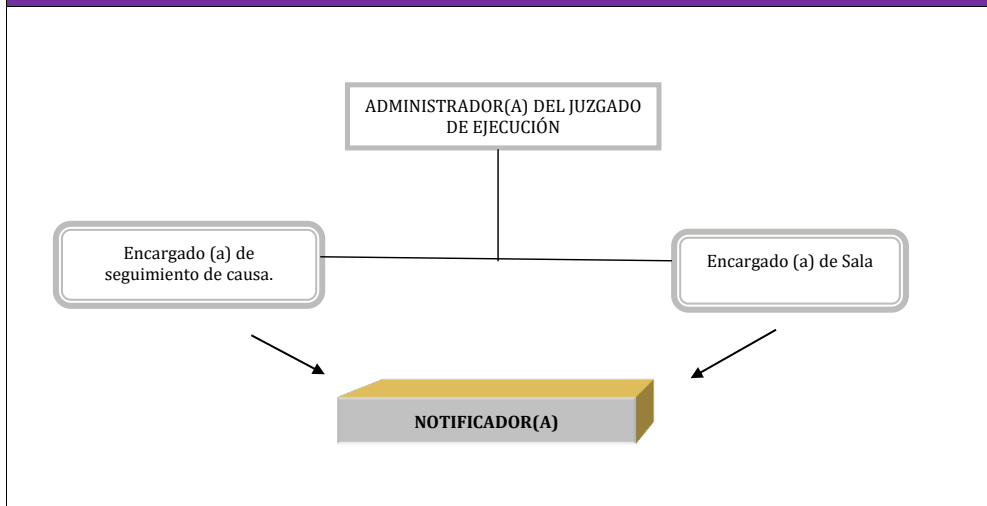 ADMINISTRADOR(A) DEL JUZGADO
DE EJECUCIÓN
Encargado (a) de
seguimiento de causa.
Encargado (a) de Sala
NOTIFICADOR(A)